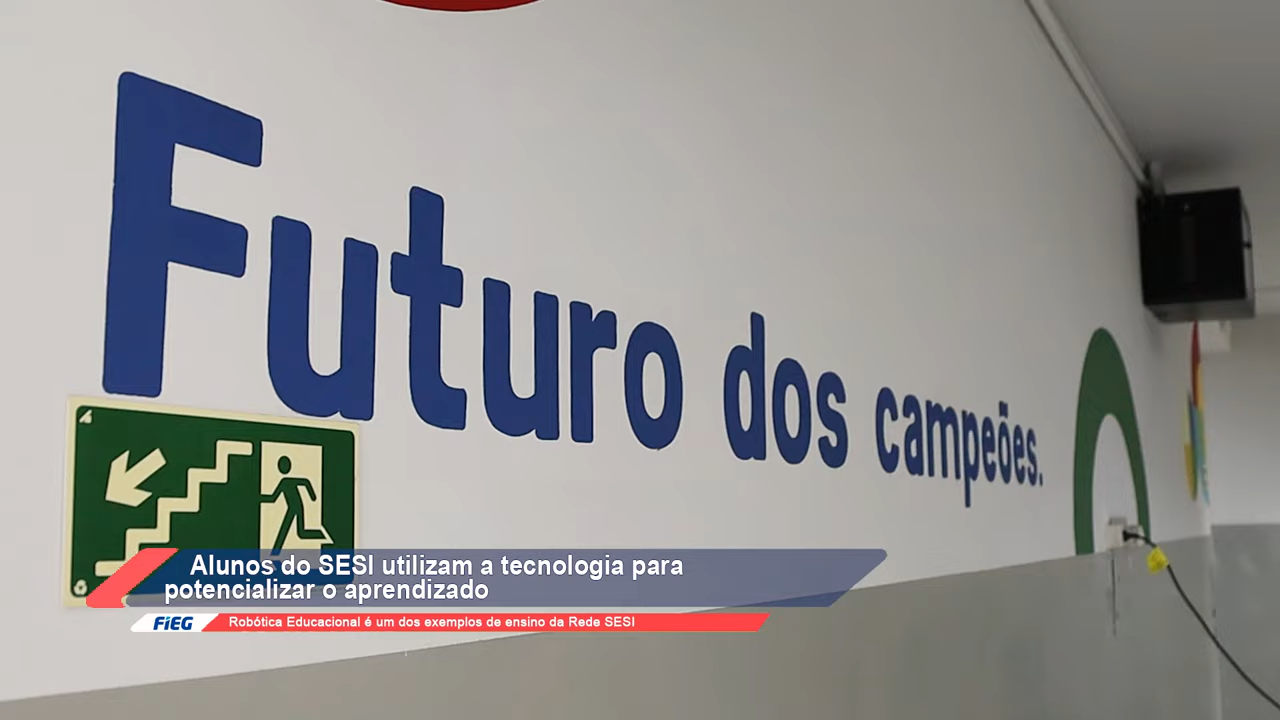 Futuro dos campeões.
Alunos do SESI utilizam a tecnologia para
potencializar o aprendizado
FIEG
Robótica Educacional é um dos exemplos de ensino da Rede SESI